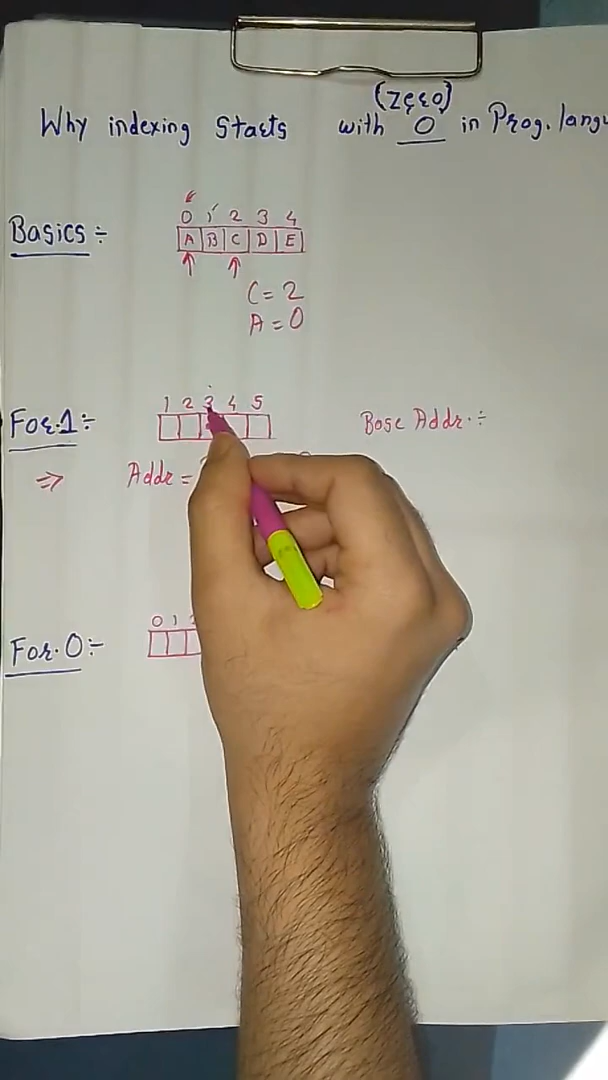 (Zero)
Why indexing Starts with 0 in Prog. langu
0 1 2 3 4
Basics :-
A B C D E
C = 2
A = 0
1 2 3 4 5
For.1 :-
Base Addr. :-
⇒ Addr =
0 1
For.0 :-